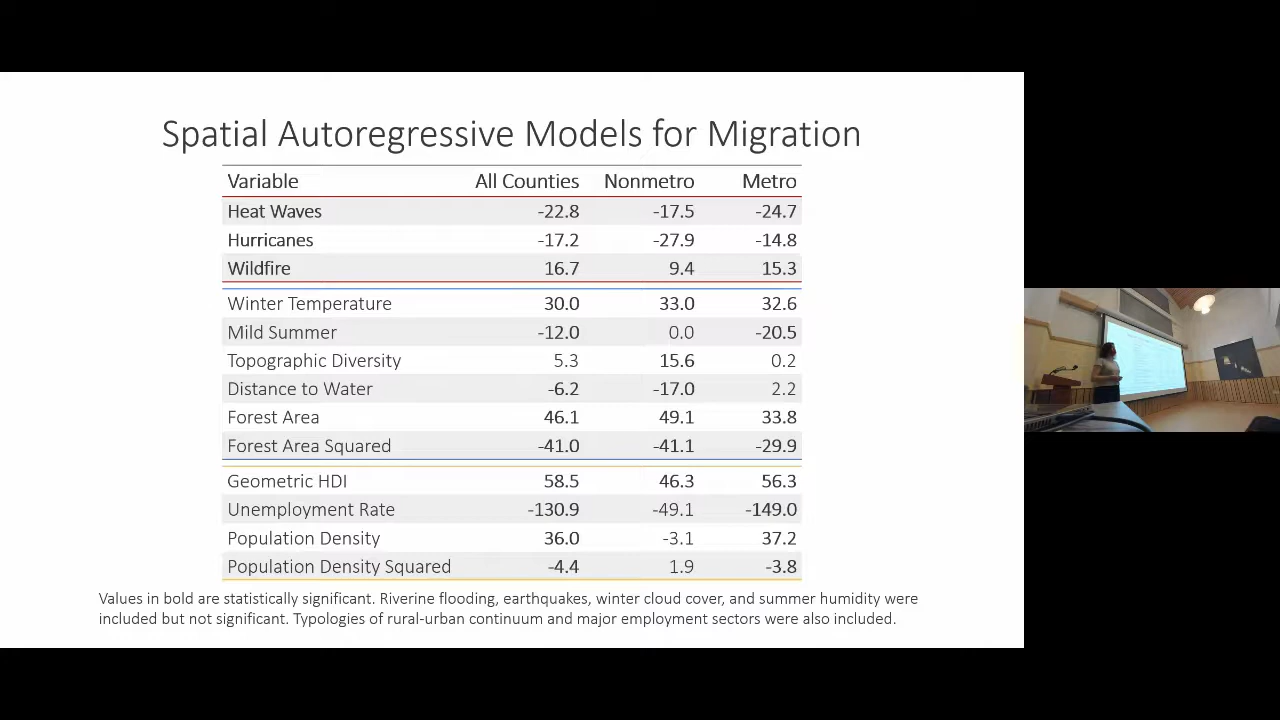 Spatial Autoregressive Models for Migration
Variable All Counties Nonmetro Metro
Heat Waves -22.8 -17.5 -24.7
Hurricanes -17.2 -27.9 -14.8
Wildfire 16.7 9.4 15.3
Winter Temperature 30.0 33.0 32.6
Mild Summer -12.0 0.0 -20.5
Topographic Diversity 5.3 15.6 0.2
Distance to Water -6.2 -17.0 2.2
Forest Area 46.1 49.1 33.8
Forest Area Squared -41.0 -41.1 -29.9
Geometric HDI 58.5 46.3 56.3
Unemployment Rate -130.9 -49.1 -149.0
Population Density 36.0 -3.1 37.2
Population Density Squared -4.4 1.9 -3.8
Values in bold are statistically significant. Riverine flooding, earthquakes, winter cloud cover, and summer humidity were
included but not significant. Typologies of rural-urban continuum and major employment sectors were also included.